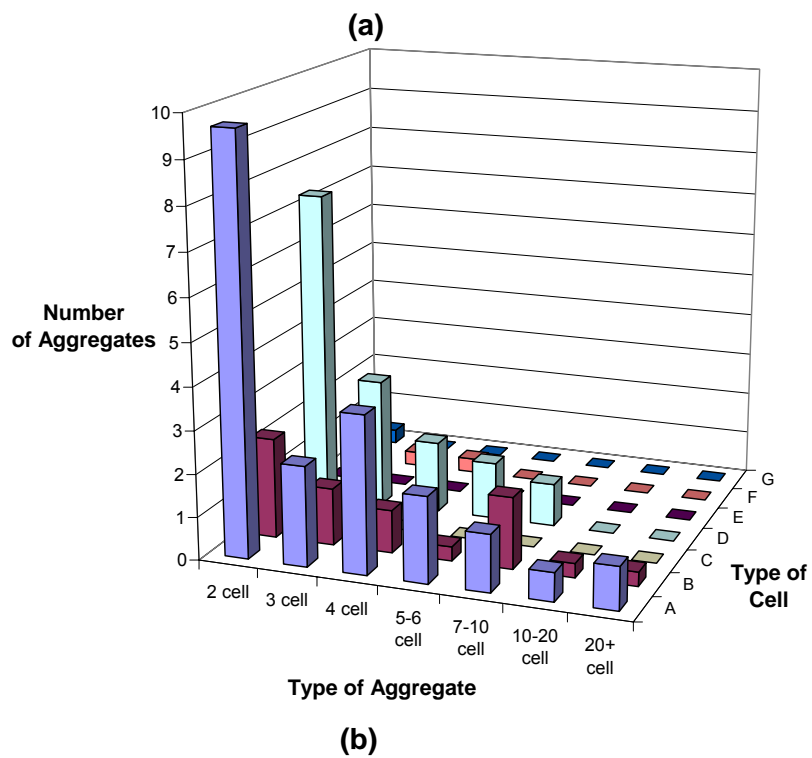 (a)
10
9
8
7
6
5
4
3
2
1
0
Number
of Aggregates
2 cell
3 cell
4 cell
5-6
cell
7-10
cell
10-20
cell
20+
cell
A
B
C
D
E
F
G
Type of
Cell
Type of Aggregate
(b)